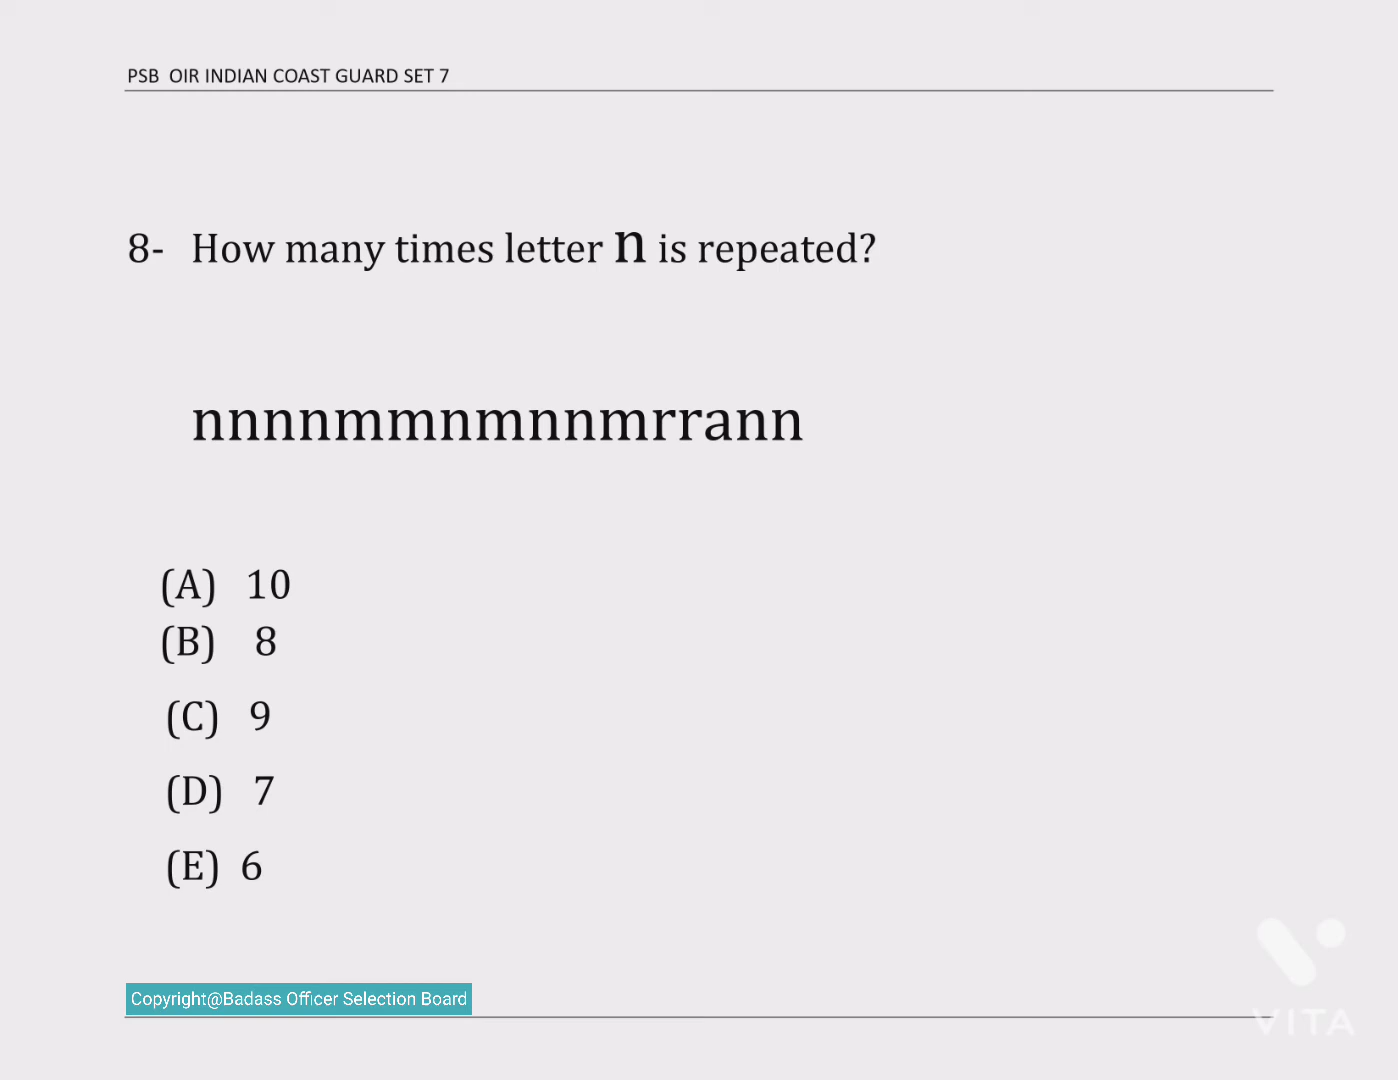 PSB OIR INDIAN COAST GUARD SET 7
8- How many times letter n is repeated?
nnnnmmnmnnmrrann
(A) 10
(B) 8
(C) 9
(D) 7
(E) 6
Copyright@Badass Officer Selection Board
VITA